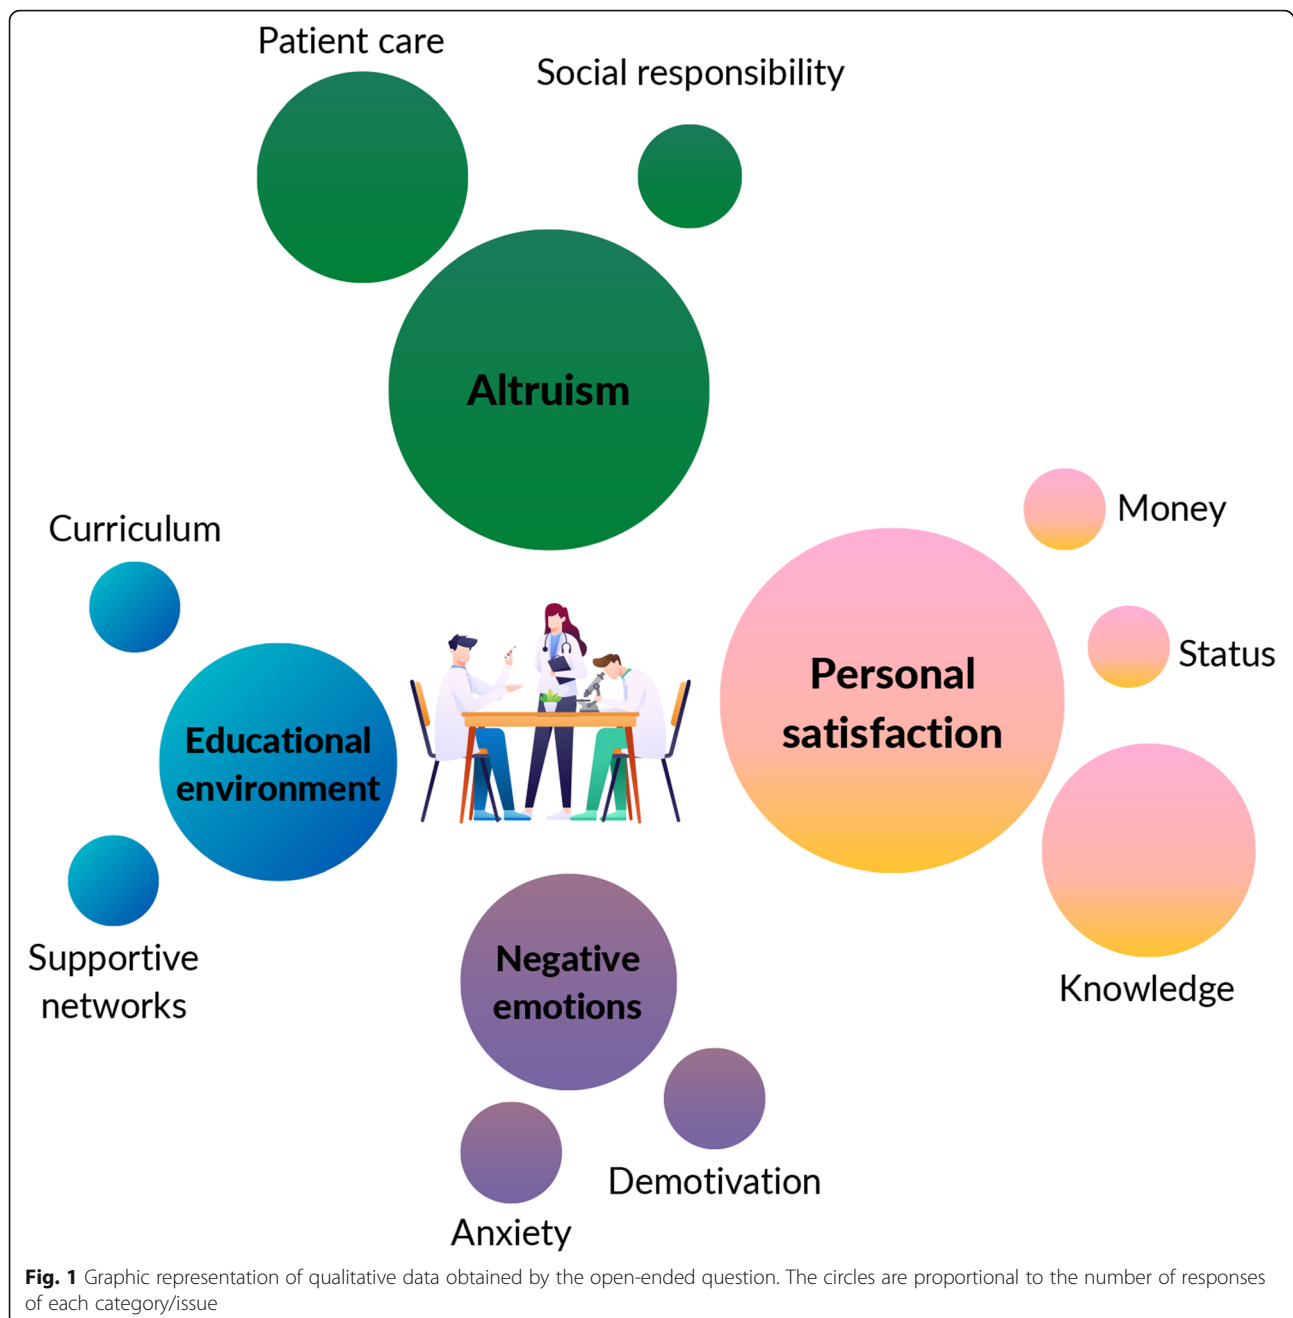 Patient care
Social responsibility
Altruism
Money
Curriculum
Status
Personal
satisfaction
Educational
environment
Supportive
networks
Negative
emotions
Knowledge
Demotivation
Anxiety
Fig. 1 Graphic representation of qualitative data obtained by the open-ended question. The circles are proportional to the number of responses
of each category/issue